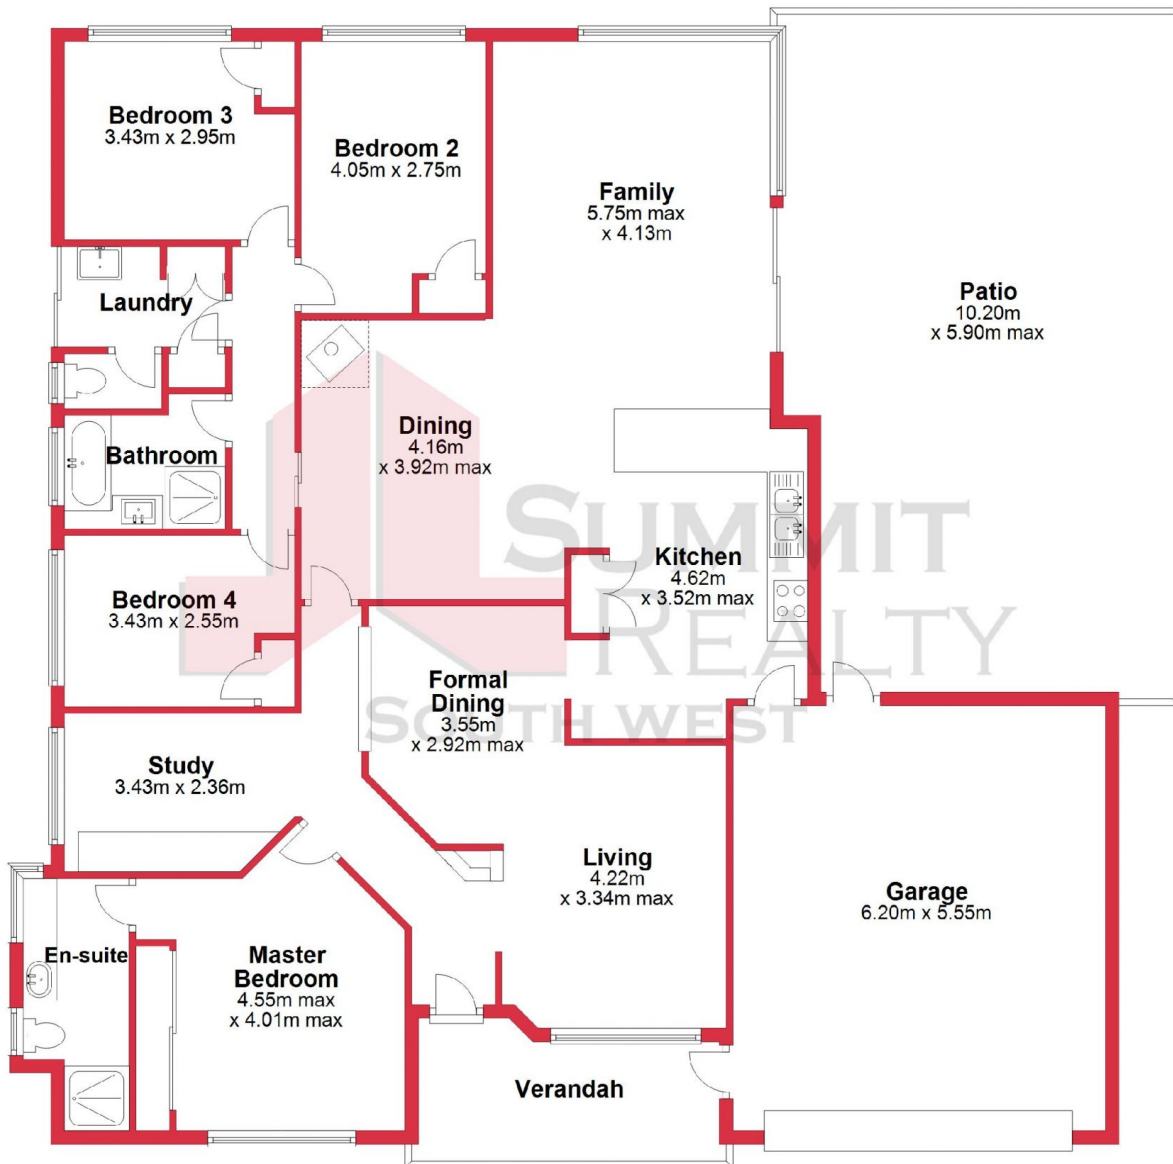 Bedroom 3
3.43m x 2.95m
Bedroom 2
4.05m x 2.75m
Family
5.75m max
x 4.13m
Patio
10.20m
x 5.90m max
Laundry
Dining
4.16m
x 3.92m max
Bathroom
Kitchen
4.62m
x 3.52m max
Bedroom 4
3.43m x 2.55m
Formal
Dining
3.55m
x 2.92m max
Study
3.43m x 2.36m
Living
4.22m
x 3.34m max
Garage
6.20m x 5.55m
En-suite
Master
Bedroom
4.55m max
x 4.01m max
Verandah
SUMMIT
REALTY
SOUTH WEST